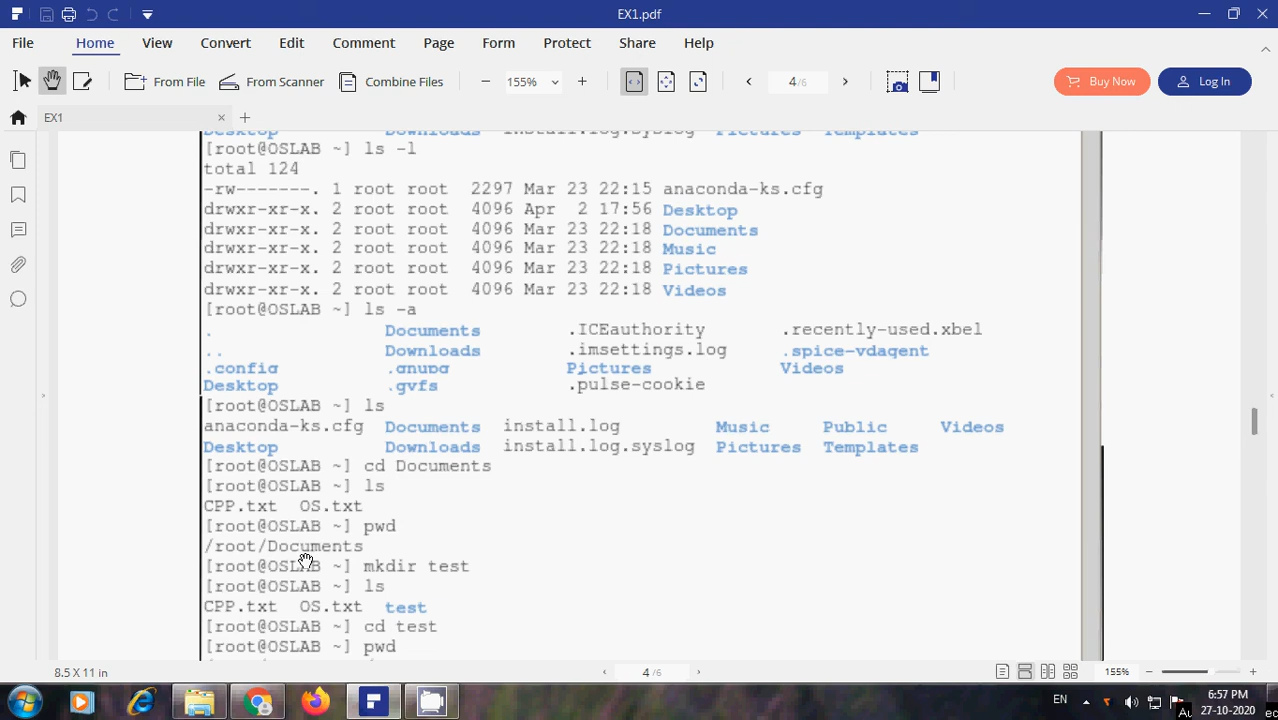 EX1.pdf
File Home View Convert Edit Comment Page Form Protect Share Help
From File From Scanner Combine Files 155% 4/6 Buy Now Log In
EX1
Desktop Downloads install.log.syslog Pictures Templates
[root@OSLAB ~] ls -l
total 124
-rw-------. 1 root root 2297 Mar 23 22:15 anaconda-ks.cfg
drwxr-xr-x. 2 root root 4096 Apr 2 17:56 Desktop
drwxr-xr-x. 2 root root 4096 Mar 23 22:18 Documents
drwxr-xr-x. 2 root root 4096 Mar 23 22:18 Music
drwxr-xr-x. 2 root root 4096 Mar 23 22:18 Pictures
drwxr-xr-x. 2 root root 4096 Mar 23 22:18 Videos
[root@OSLAB ~] ls -a
. Documents .ICEauthority .recently-used.xbel
.. Downloads .imsettings.log .spice-vdagent
.config .gnupg Pictures Videos
Desktop .gvfs .pulse-cookie
[root@OSLAB ~] ls
anaconda-ks.cfg Documents install.log Music Public Videos
Desktop Downloads install.log.syslog Pictures Templates
[root@OSLAB ~] cd Documents
[root@OSLAB ~] ls
CPP.txt OS.txt
[root@OSLAB ~] pwd
/root/Documents
[root@OSLAB ~] mkdir test
[root@OSLAB ~] ls
CPP.txt OS.txt test
[root@OSLAB ~] cd test
[root@OSLAB ~] pwd
8.5 X 11 in 4/6 155%
EN 6:57 PM
27-10-2020